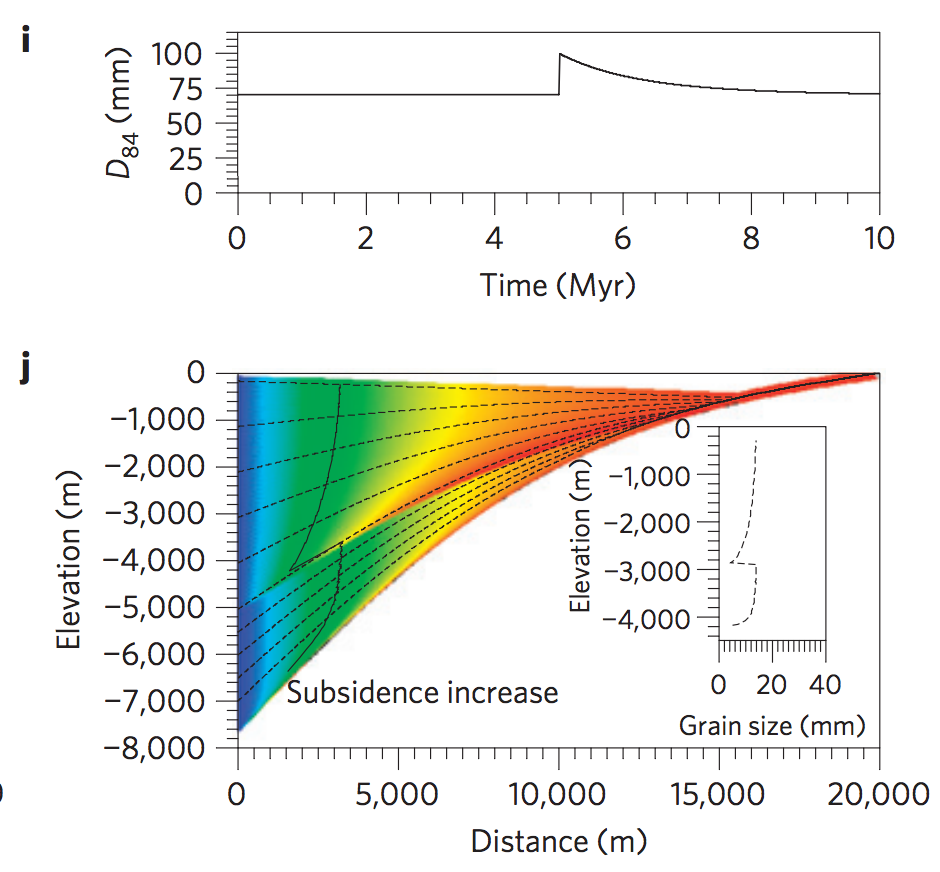 i
D84 (mm)
100
75
50
25
0
0 2 4 6 8 10
Time (Myr)
j
Elevation (m)
0
−1,000
−2,000
−3,000
−4,000
−5,000
−6,000
−7,000
−8,000
Subsidence increase
Elevation (m)
0
−1,000
−2,000
−3,000
−4,000
0 20 40
Grain size (mm)
0 5,000 10,000 15,000 20,000
Distance (m)